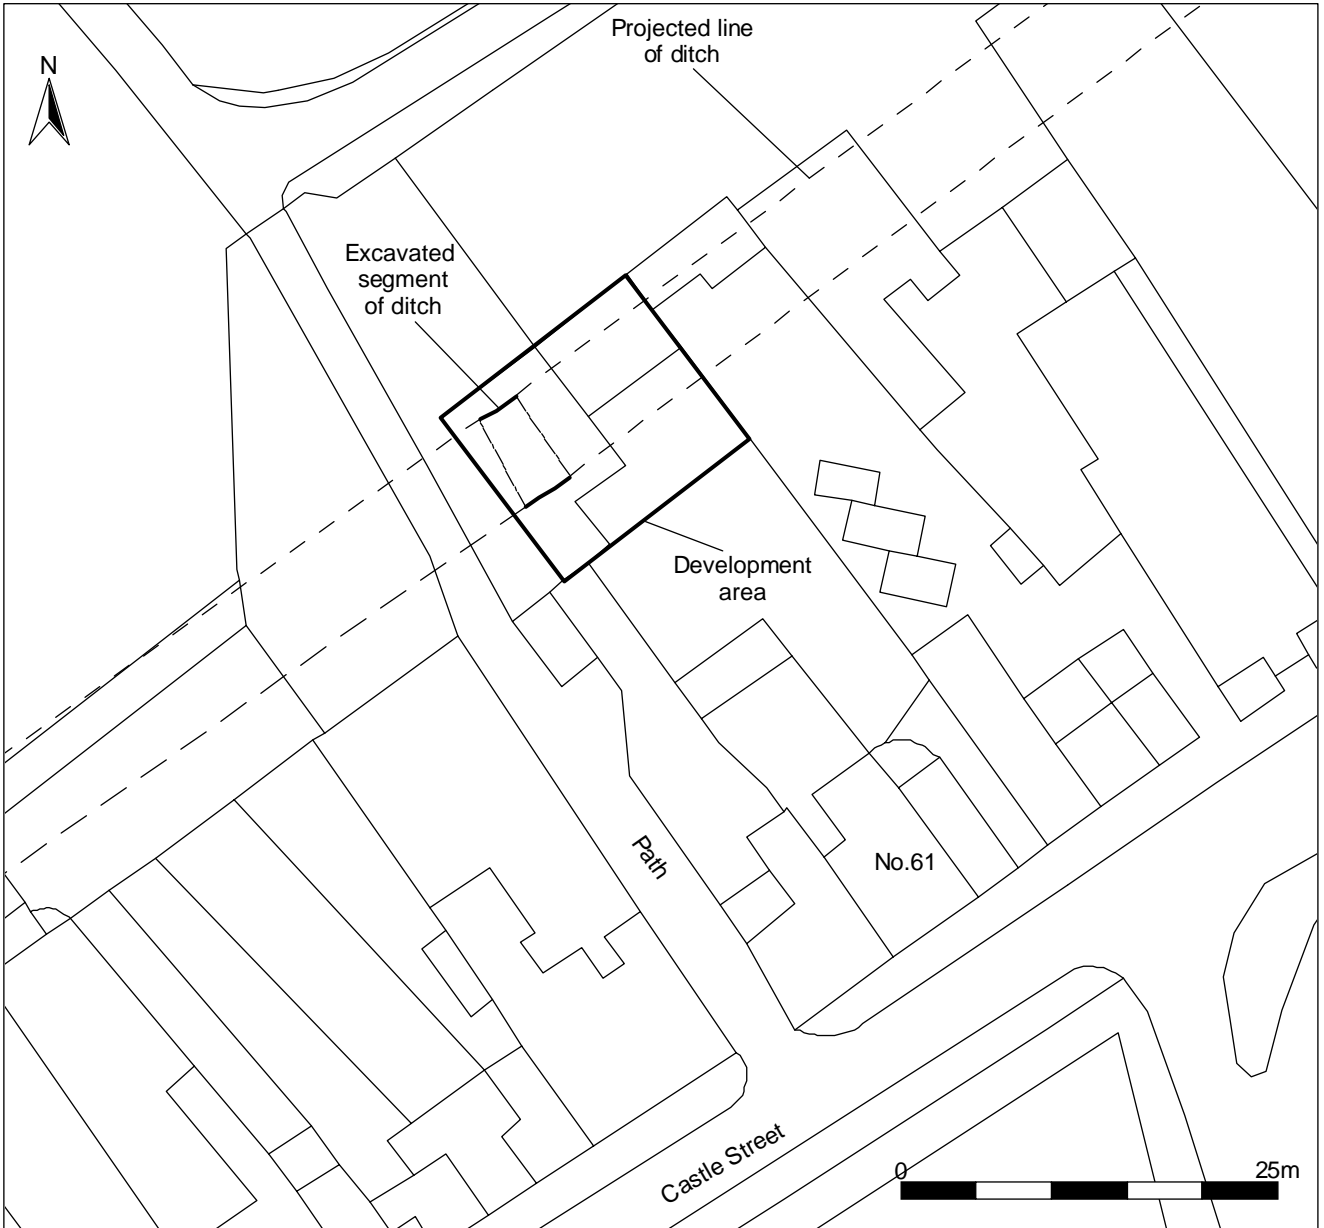 Projected line
of ditch
N
Excavated
segment
of ditch
Development
area
Path
No.61
Castle Street
0
25m